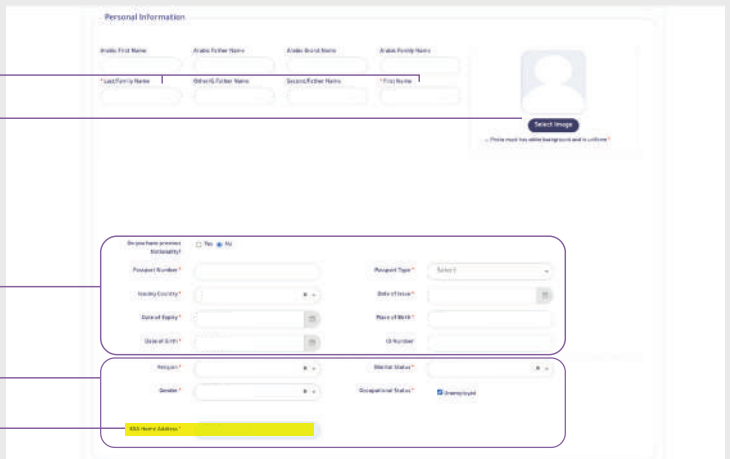 Personal Information
Arabic First Name
Arabic Father Name
Arabic Grand Name
Arabic Family Name
* Last/Family Name
Other/G.Father Name
Second/Father Name
* First Name
Select Image
Photo must has white background and in uniform *
Do you have previous nationality?
Yes
No
Passport Number *
Passport Type *
Select
Issuing Country *
Date of Issue *
Date of Expiry *
Place of Birth *
Date of Birth *
ID Number
Religion *
Marital Status *
Gender *
Occupational Status *
Unemployed
KSA Home Address *